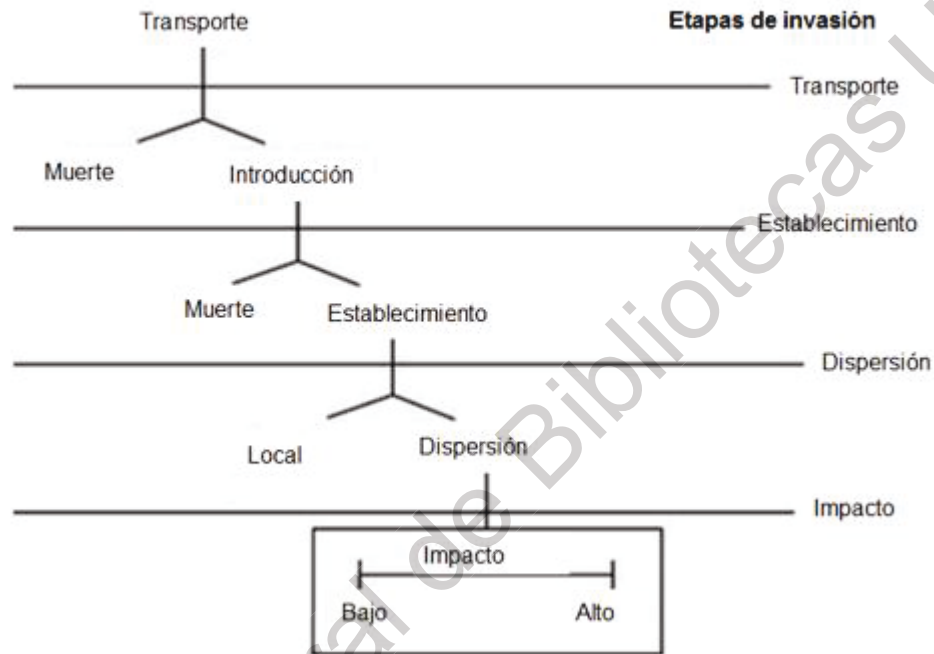 Transporte
Etapas de invasión
Transporte
Muerte
Introducción
Establecimiento
Muerte
Establecimiento
Dispersión
Local
Dispersión
Impacto
Impacto
Bajo
Alto
de Bibliotecas